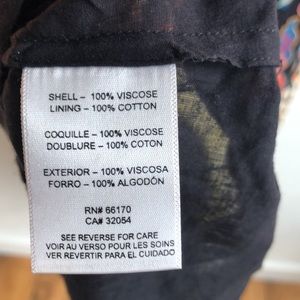 SHELL – 100% VISCOSE
LINING – 100% COTTON
COQUILLE – 100% VISCOSE
DOUBLURE – 100% COTON
EXTERIOR – 100% VISCOSA
FORRO – 100% ALGODÓN
RN# 66170
CA# 32054
SEE REVERSE FOR CARE
VOIR AU VERSO POUR LES SOINS
VER REVERTIR PARA EL CUIDADO